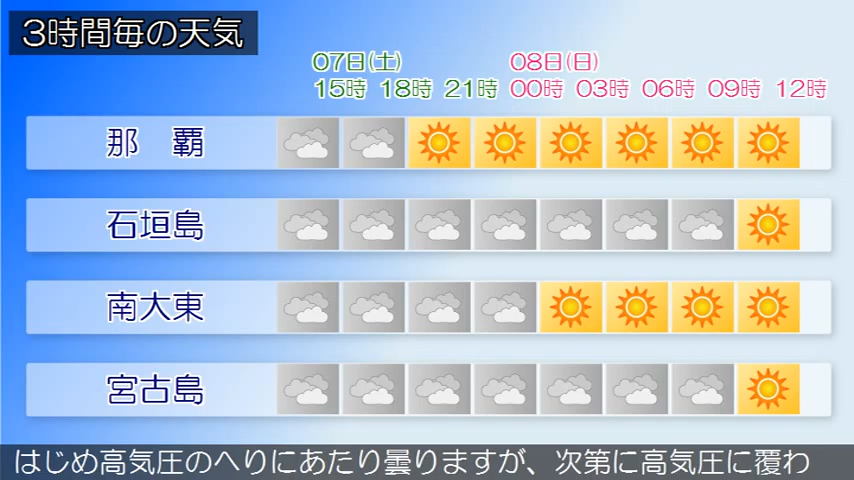 3時間毎の天気
07日(土) 08日(日)
15時 18時 21時 00時 03時 06時 09時 12時
那 覇
石垣島
南大東
宮古島
はじめ高気圧のへりにあたり曇りますが、次第に高気圧に覆わ